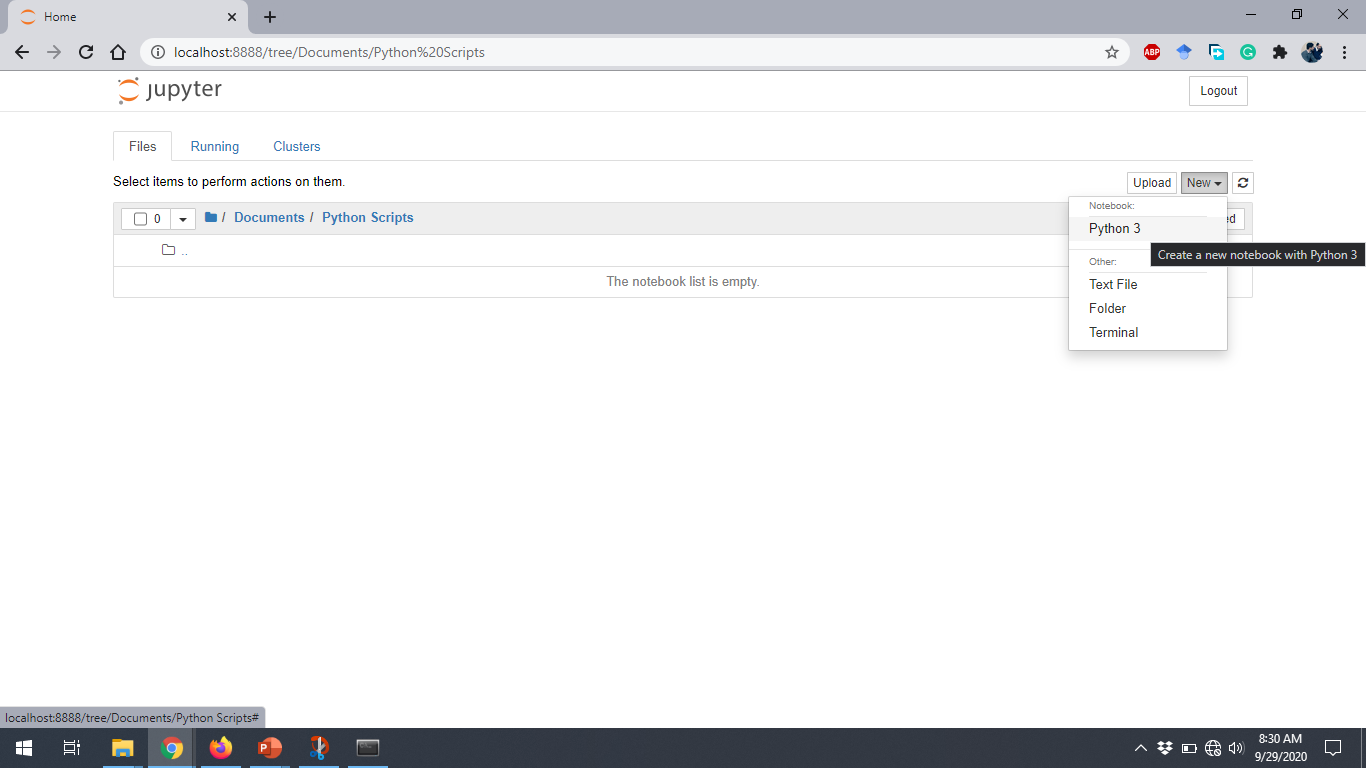 Home
localhost:8888/tree/Documents/Python%20Scripts
ABP
jupyter
Logout
Files Running Clusters
Select items to perform actions on them.
Upload New
0 / Documents / Python Scripts
ed
Notebook:
Python 3
Create a new notebook with Python 3
Other:
Text File
Folder
Terminal
..
The notebook list is empty.
localhost:8888/tree/Documents/Python Scripts#
8:30 AM
9/29/2020